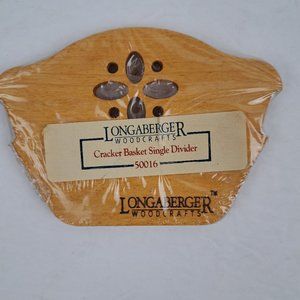 LONGABERGER
WOODCRAFTS
Cracker Basket Single Divider
50016
LONGABERGER™
WOODCRAFTS